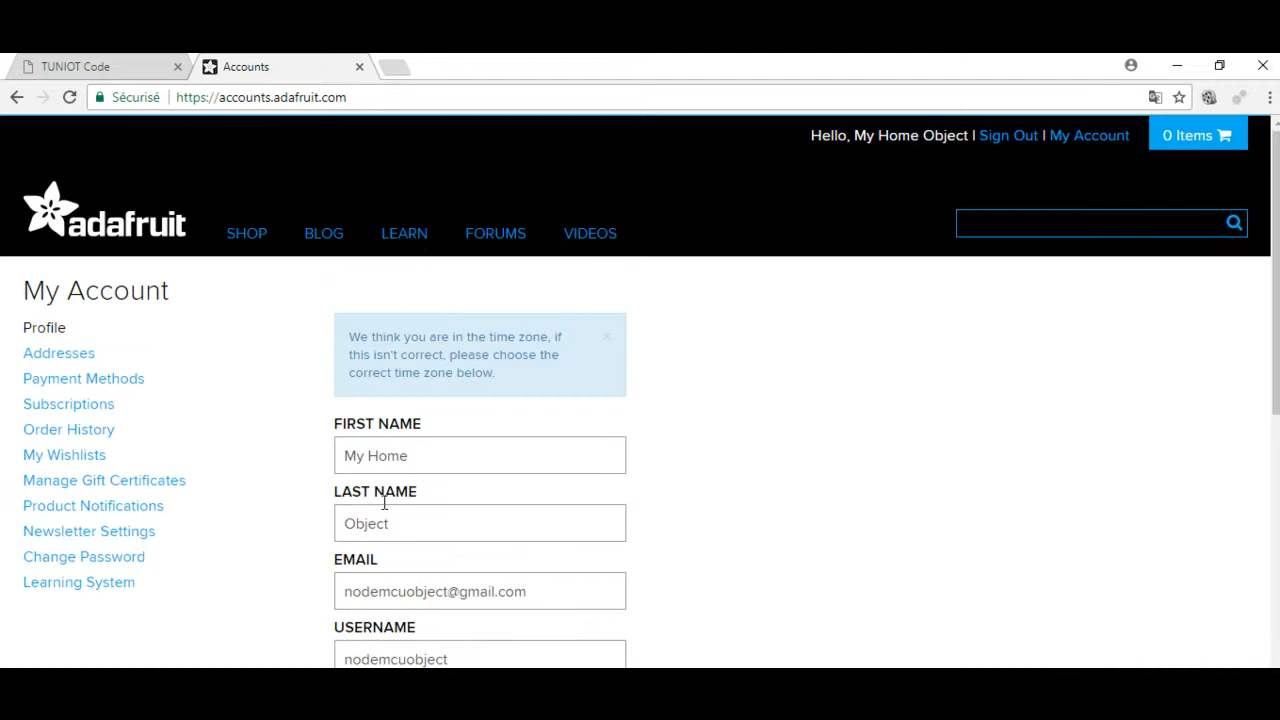 TUNIOT Code
Accounts
Sécurisé
https://accounts.adafruit.com
Hello, My Home Object | Sign Out | My Account
0 Items
adafruit
SHOP
BLOG
LEARN
FORUMS
VIDEOS
My Account
Profile
Addresses
Payment Methods
Subscriptions
Order History
My Wishlists
Manage Gift Certificates
Product Notifications
Newsletter Settings
Change Password
Learning System
We think you are in the time zone, if
this isn't correct, please choose the
correct time zone below.
FIRST NAME
My Home
LAST NAME
Object
EMAIL
nodemcuobject@gmail.com
USERNAME
nodemcuobject